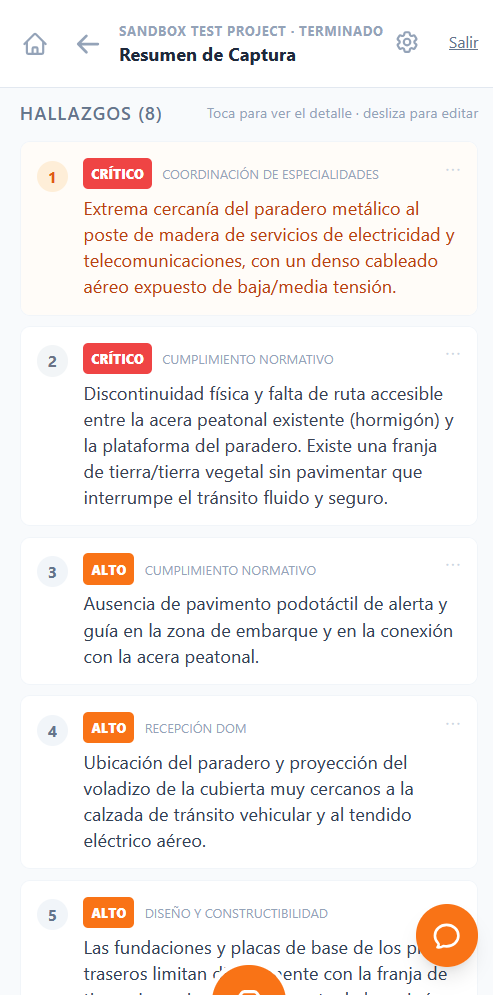 SANDBOX TEST PROJECT · TERMINADO
Resumen de Captura
Salir
HALLAZGOS (8)
Toca para ver el detalle · desliza para editar
1
CRÍTICO
COORDINACIÓN DE ESPECIALIDADES
...
Extrema cercanía del paradero metálico al
poste de madera de servicios de electricidad y
telecomunicaciones, con un denso cableado
aéreo expuesto de baja/media tensión.
2
CRÍTICO
CUMPLIMIENTO NORMATIVO
...
Discontinuidad física y falta de ruta accesible
entre la acera peatonal existente (hormigón) y
la plataforma del paradero. Existe una franja
de tierra/tierra vegetal sin pavimentar que
interrumpe el tránsito fluido y seguro.
3
ALTO
CUMPLIMIENTO NORMATIVO
...
Ausencia de pavimento podotáctil de alerta y
guía en la zona de embarque y en la conexión
con la acera peatonal.
4
ALTO
RECEPCIÓN DOM
...
Ubicación del paradero y proyección del
voladizo de la cubierta muy cercanos a la
calzada de tránsito vehicular y al tendido
eléctrico aéreo.
5
ALTO
DISEÑO Y CONSTRUCTIBILIDAD
Las fundaciones y placas de base de los
traseros limitan con la franja de